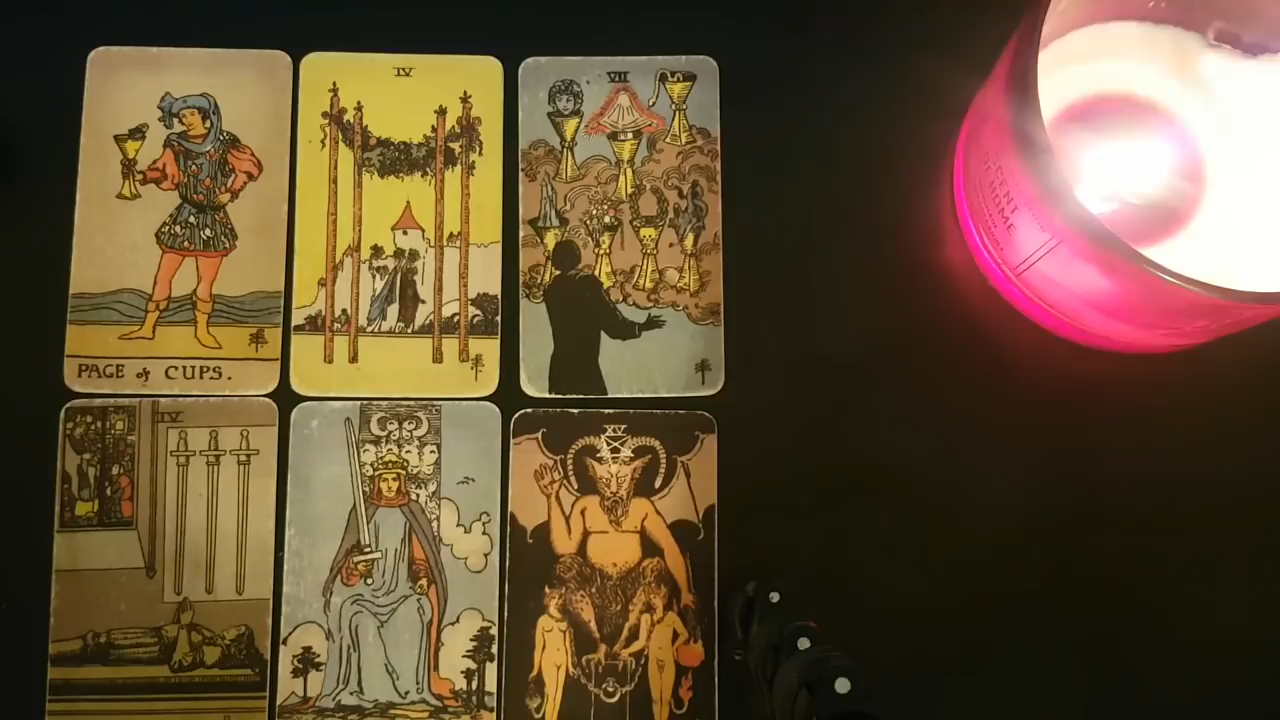 IV
VII
PAGE of CUPS.
IV
XV
SCENT
OF HOME